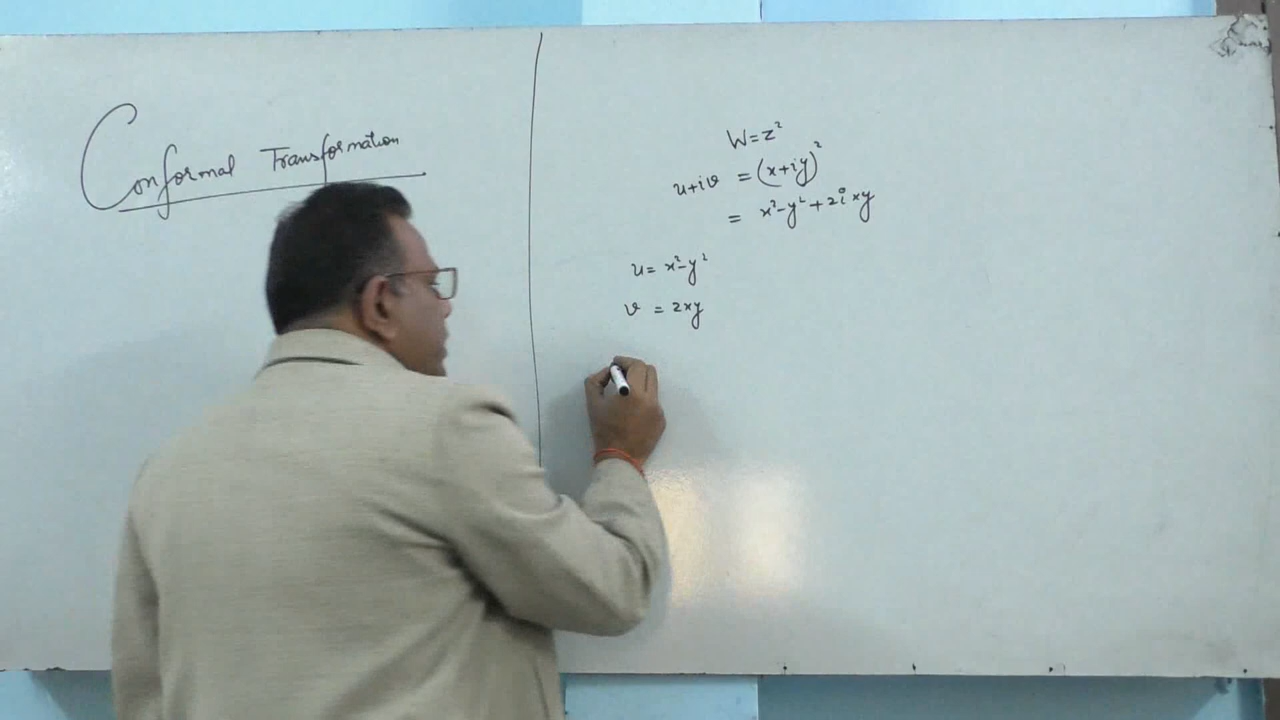 Conformal Transformation
W=z²
u+iv = (x+iy)²
= x²-y²+2ixy
u= x²-y²
v = 2xy